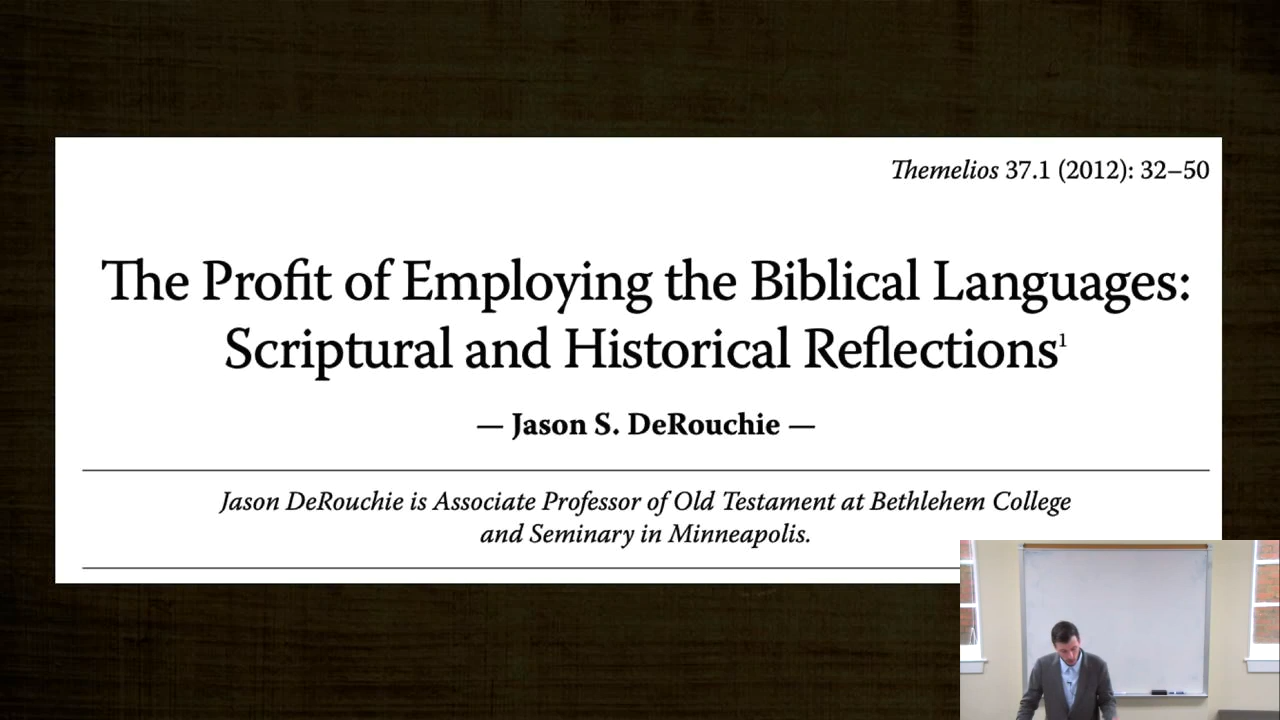 Themelios 37.1 (2012): 32–50
The Profit of Employing the Biblical Languages:
Scriptural and Historical Reflections¹
— Jason S. DeRouchie —
Jason DeRouchie is Associate Professor of Old Testament at Bethlehem College
and Seminary in Minneapolis.